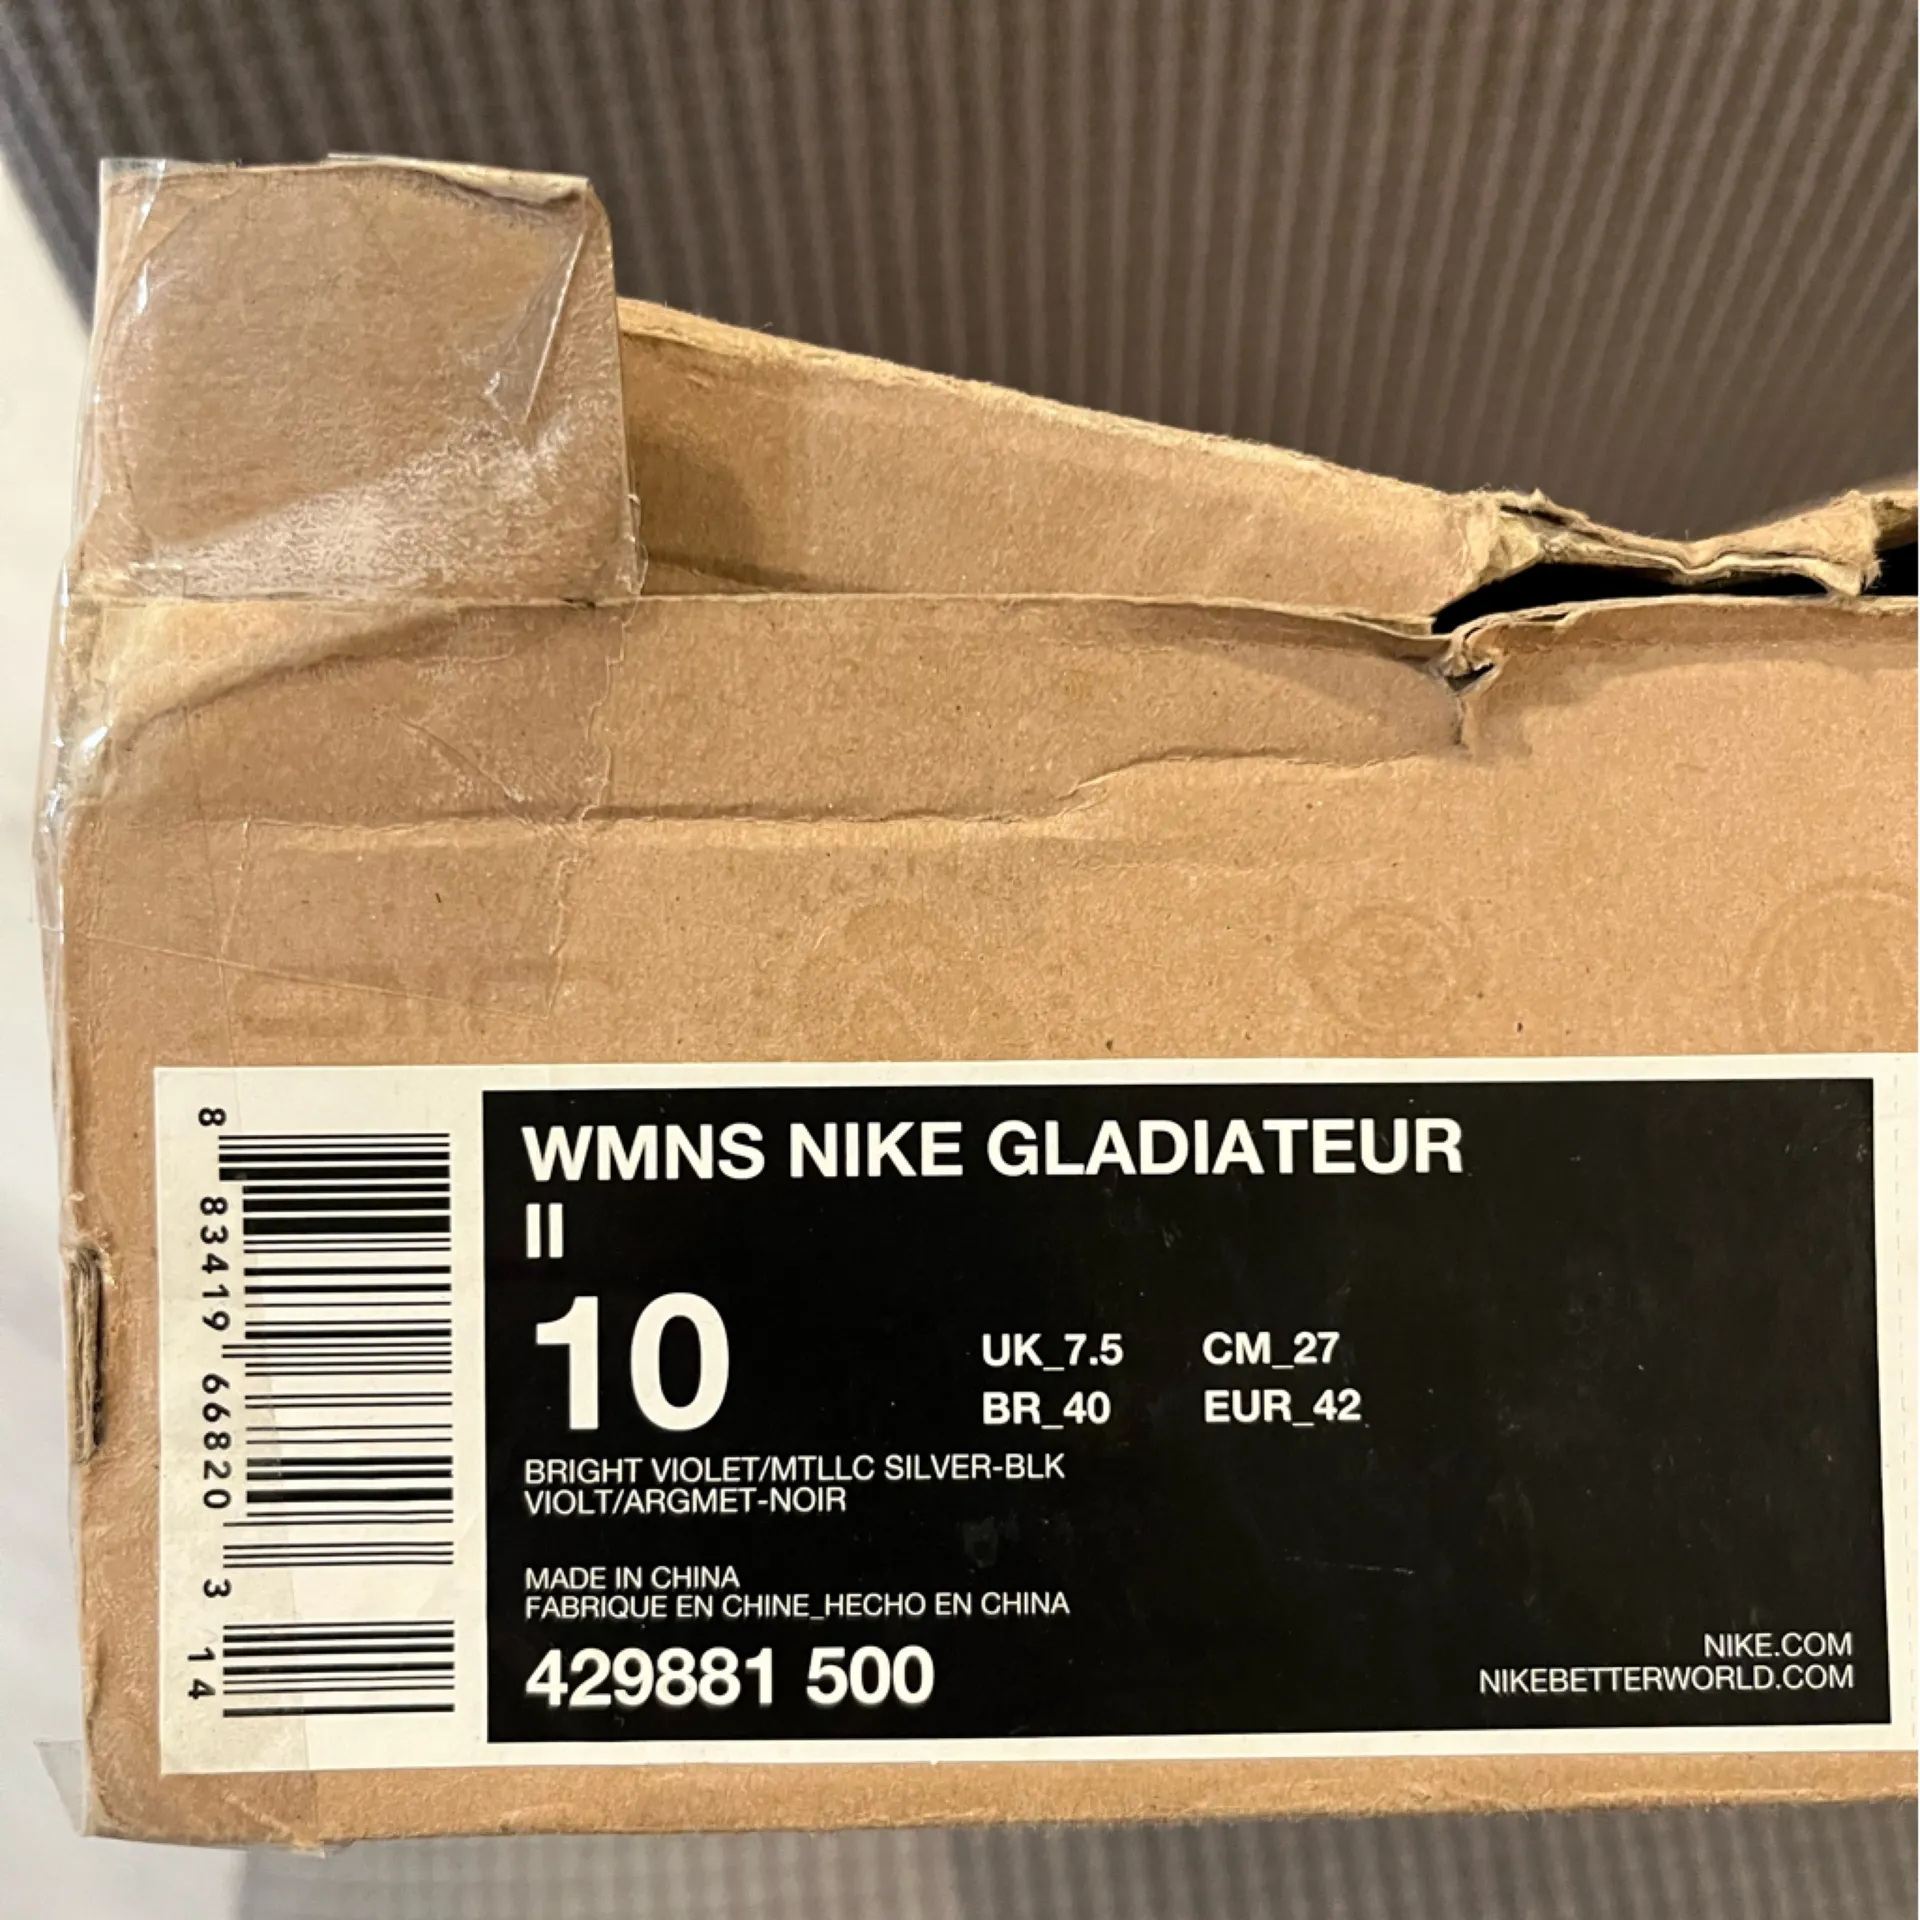 WMNS NIKE GLADIATEUR
II
10
UK_7.5 CM_27
BR_40 EUR_42
BRIGHT VIOLET/MTLLC SILVER-BLK
VIOLT/ARGMET-NOIR
MADE IN CHINA
FABRIQUE EN CHINE_HECHO EN CHINA
429881 500
NIKE.COM
NIKEBETTERWORLD.COM
8 83419 66820 3 14